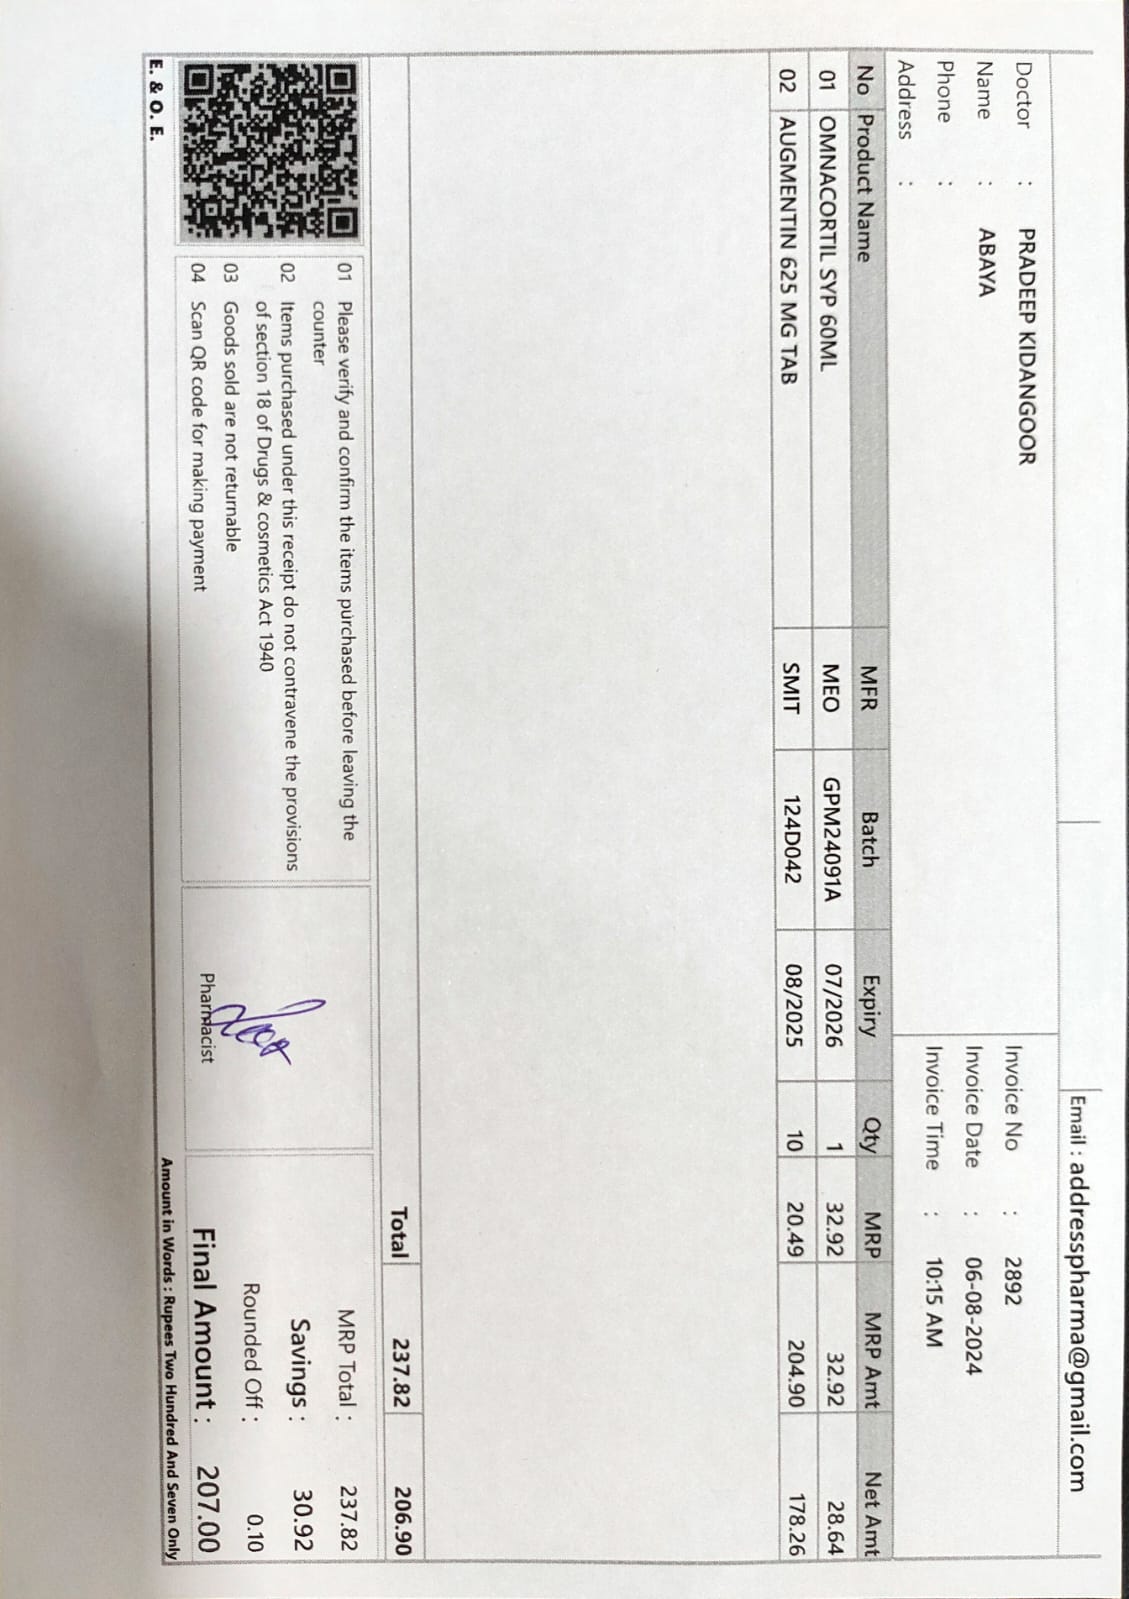 Email : addresspharma@gmail.com
Doctor : PRADEEP KIDANGOOR
Name : ABAYA
Phone :
Address :
Invoice No : 2892
Invoice Date : 06-08-2024
Invoice Time : 10:15 AM
No Product Name MFR Batch Expiry Qty MRP MRP Amt Net Amt
01 OMNACORTIL SYP 60ML MEO GPM24091A 07/2026 1 32.92 32.92 28.64
02 AUGMENTIN 625 MG TAB SMIT 124D042 08/2025 10 20.49 204.90 178.26
Total 237.82 206.90
01 Please verify and confirm the items purchased before leaving the
counter
02 Items purchased under this receipt do not contravene the provisions
of section 18 of Drugs & cosmetics Act 1940
03 Goods sold are not returnable
04 Scan QR code for making payment
E. & O. E.
Pharmacist
MRP Total : 237.82
Savings : 30.92
Rounded Off : 0.10
Final Amount : 207.00
Amount in Words : Rupees Two Hundred And Seven Only